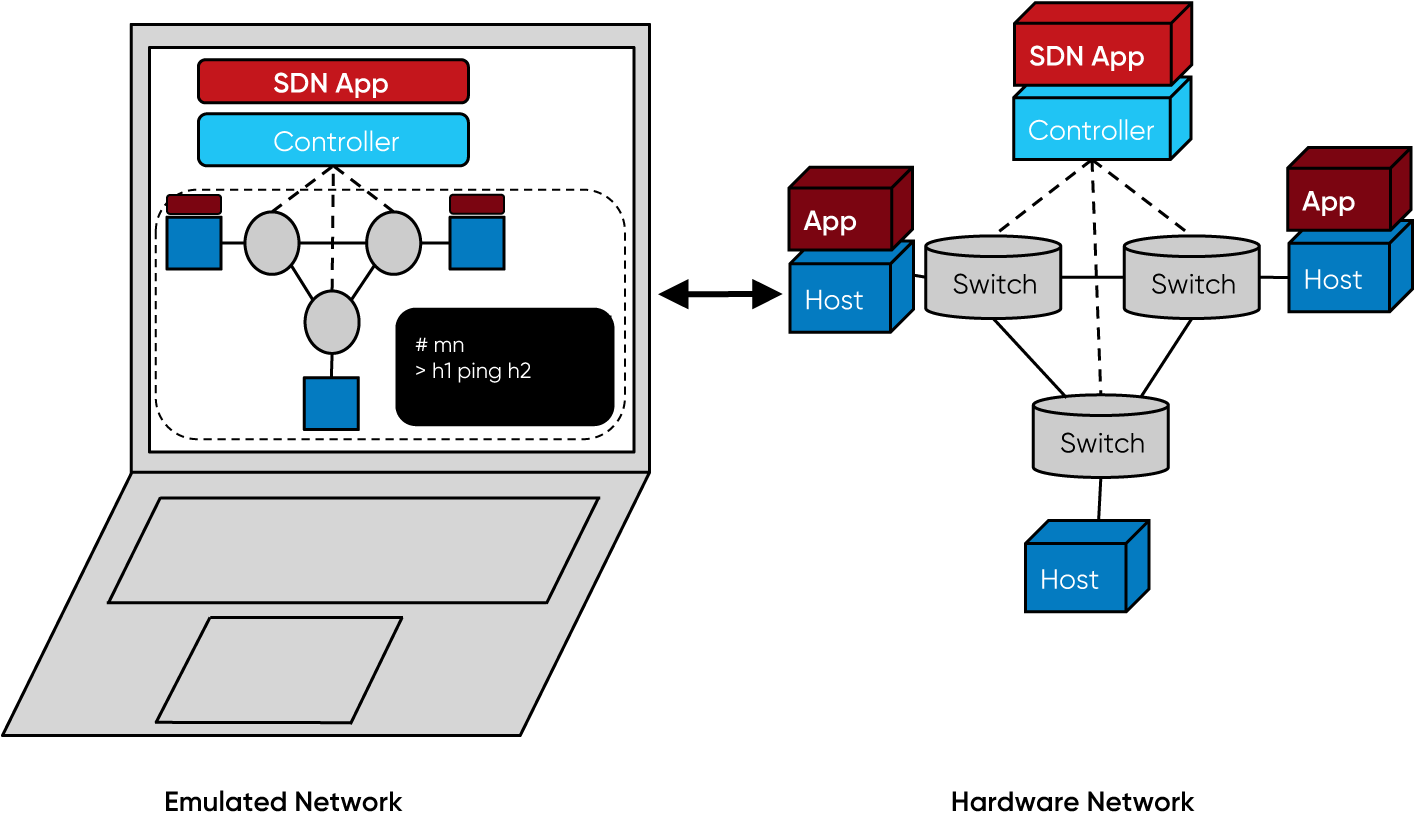 SDN App
Controller
# mn
> h1 ping h2
Emulated Network
SDN App
Controller
App
Host
Switch
Switch
App
Host
Switch
Host
Hardware Network